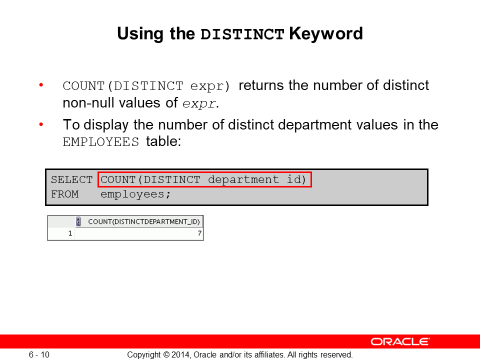 Using the DISTINCT Keyword
• COUNT(DISTINCT expr) returns the number of distinct
non-null values of expr.
• To display the number of distinct department values in the
EMPLOYEES table:
SELECT COUNT(DISTINCT department_id)
FROM employees;
COUNT(DISTINCTDEPARTMENT_ID)
1 7
ORACLE
6 - 10 Copyright © 2014, Oracle and/or its affiliates. All rights reserved.